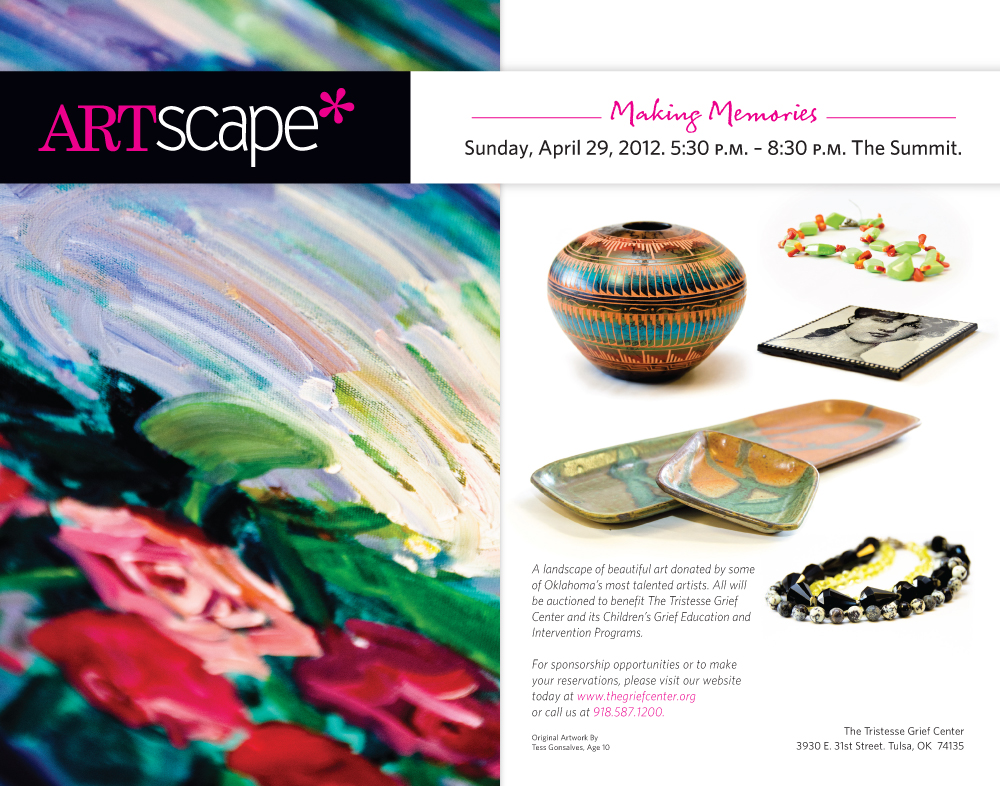 ARTscape*
Making Memories
Sunday, April 29, 2012. 5:30 P.M. – 8:30 P.M. The Summit.
A landscape of beautiful art donated by some
of Oklahoma's most talented artists. All will
be auctioned to benefit The Tristesse Grief
Center and its Children's Grief Education and
Intervention Programs.
For sponsorship opportunities or to make
your reservations, please visit our website
today at www.thegriefcenter.org
or call us at 918.587.1200.
Original Artwork By
Tess Gonsalves, Age 10
The Tristesse Grief Center
3930 E. 31st Street. Tulsa, OK  74135